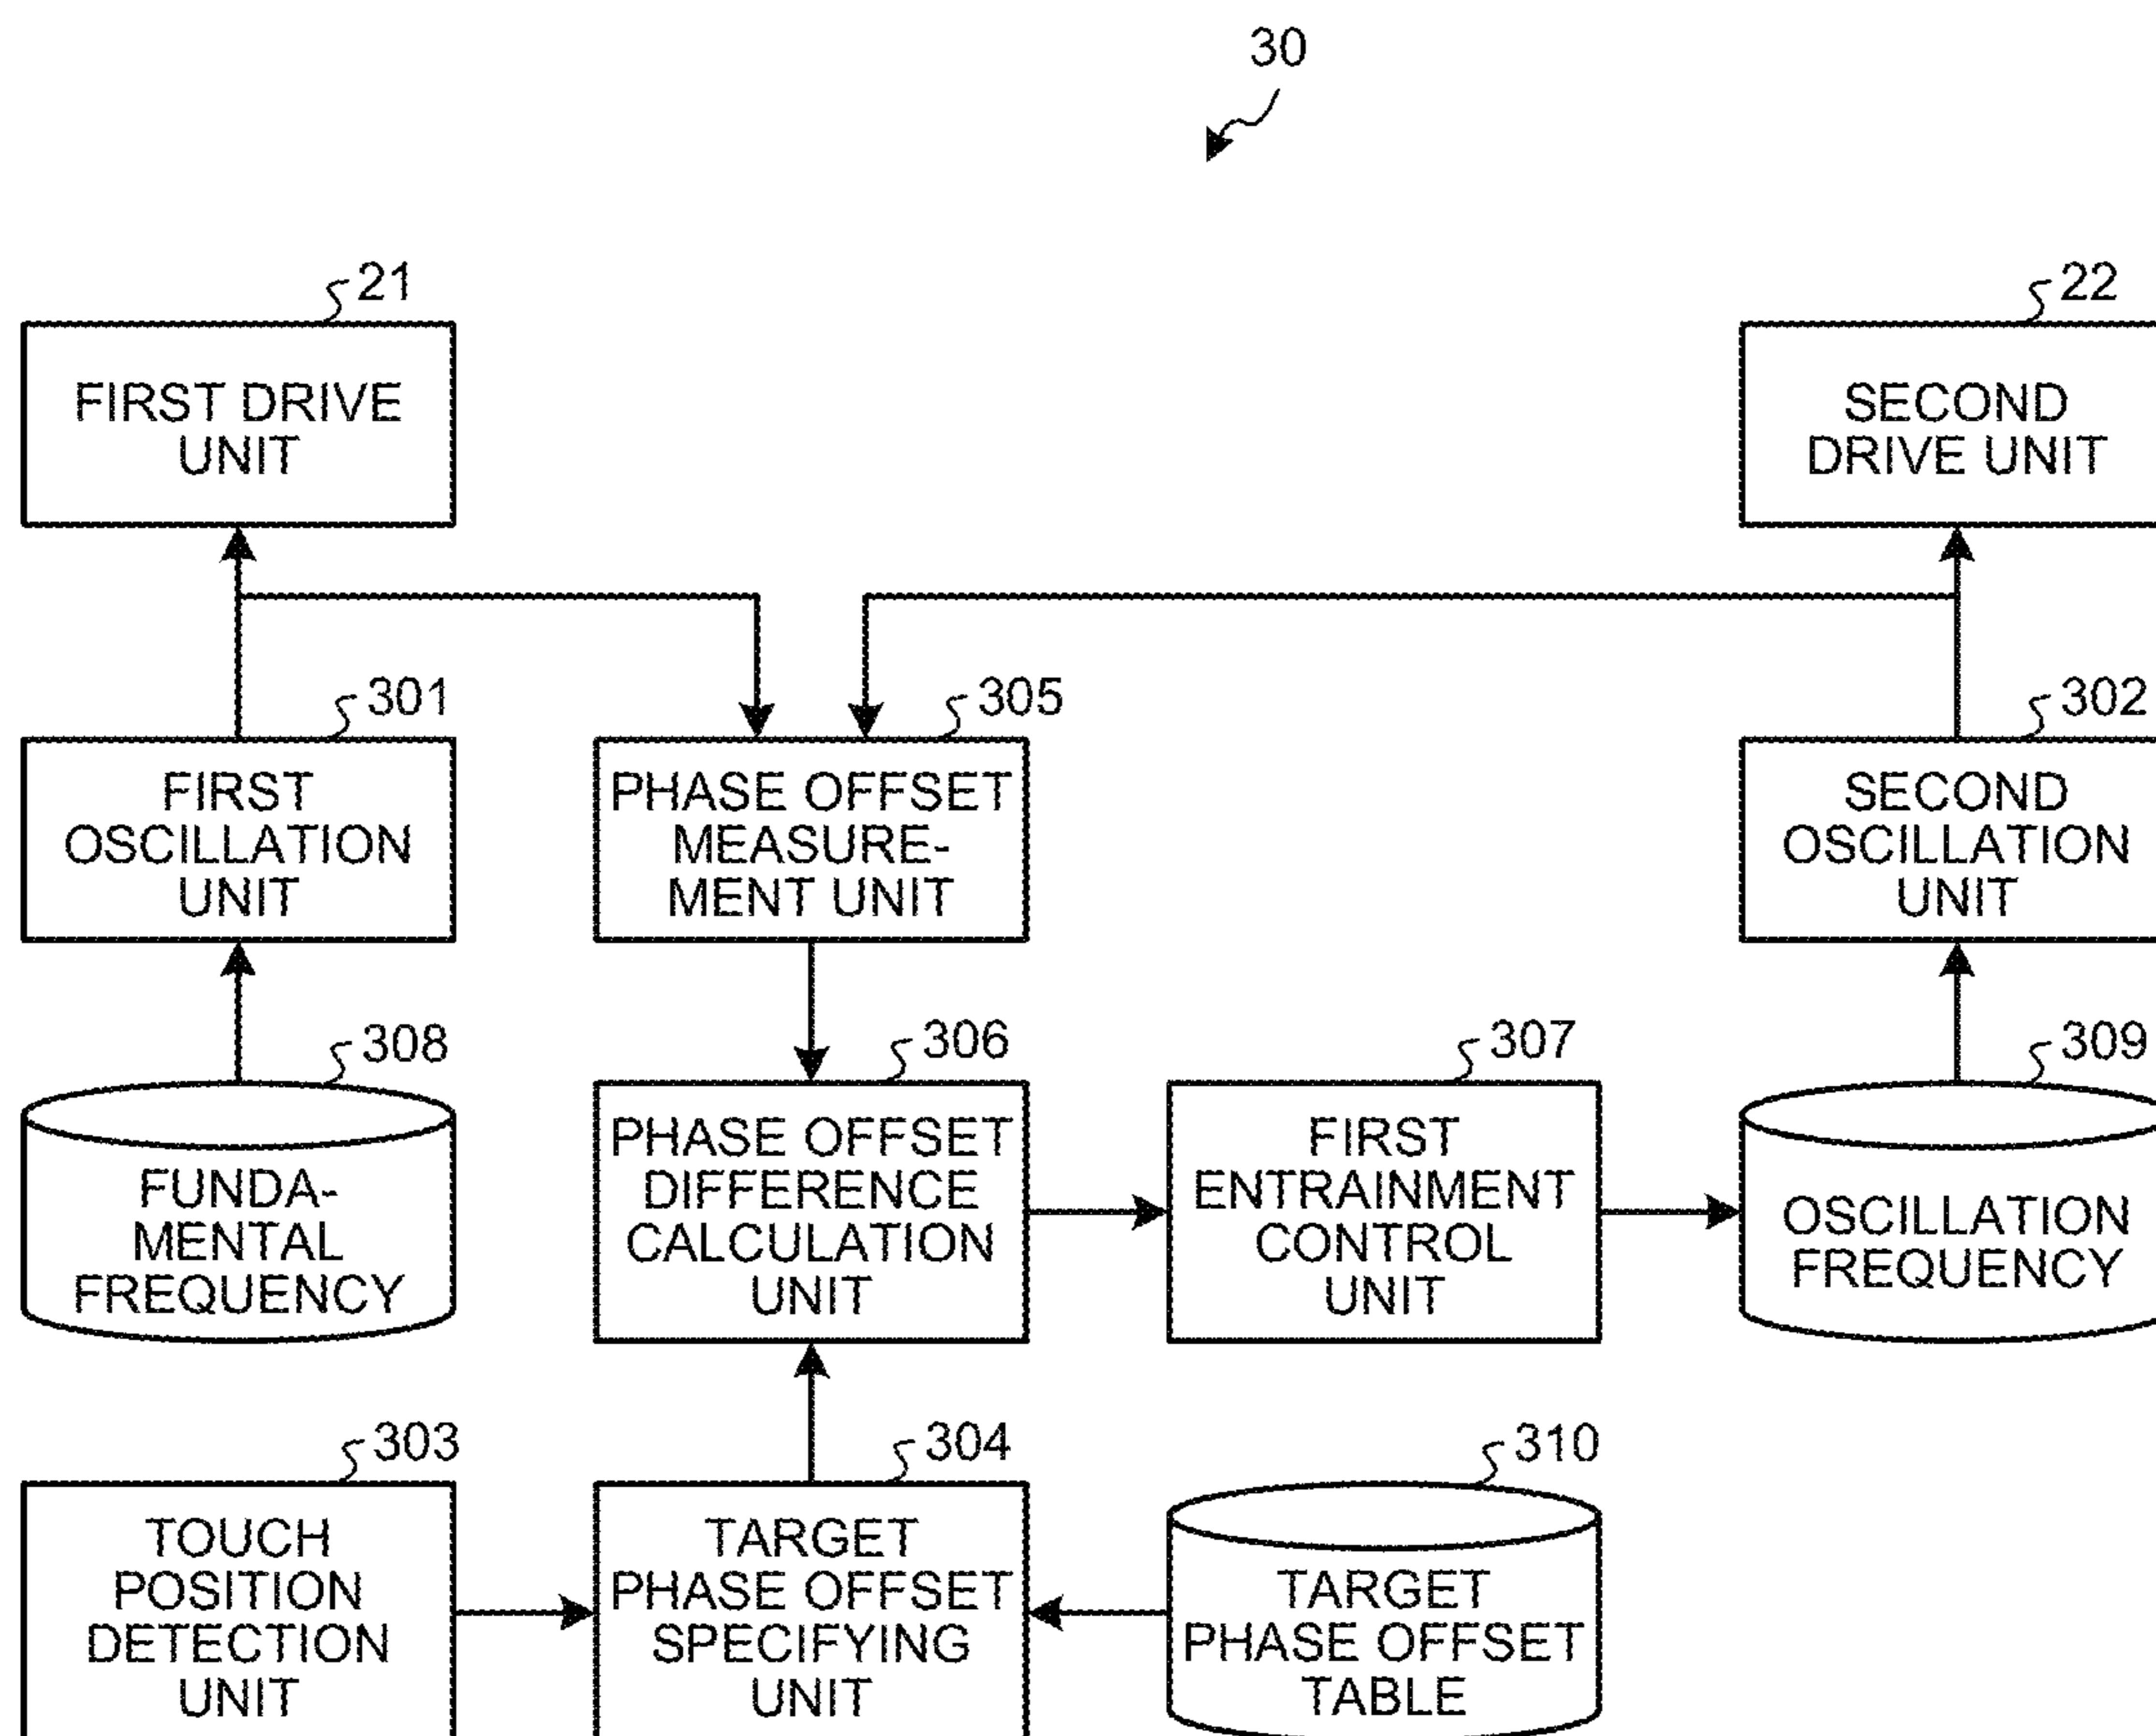 30
21
FIRST DRIVE
UNIT
22
SECOND
DRIVE UNIT
301
FIRST
OSCILLATION
UNIT
305
PHASE OFFSET
MEASURE-
MENT UNIT
302
SECOND
OSCILLATION
UNIT
308
FUNDA-
MENTAL
FREQUENCY
306
PHASE OFFSET
DIFFERENCE
CALCULATION
UNIT
307
FIRST
ENTRAINMENT
CONTROL
UNIT
309
OSCILLATION
FREQUENCY
303
TOUCH
POSITION
DETECTION
UNIT
304
TARGET
PHASE OFFSET
SPECIFYING
UNIT
310
TARGET
PHASE OFFSET
TABLE